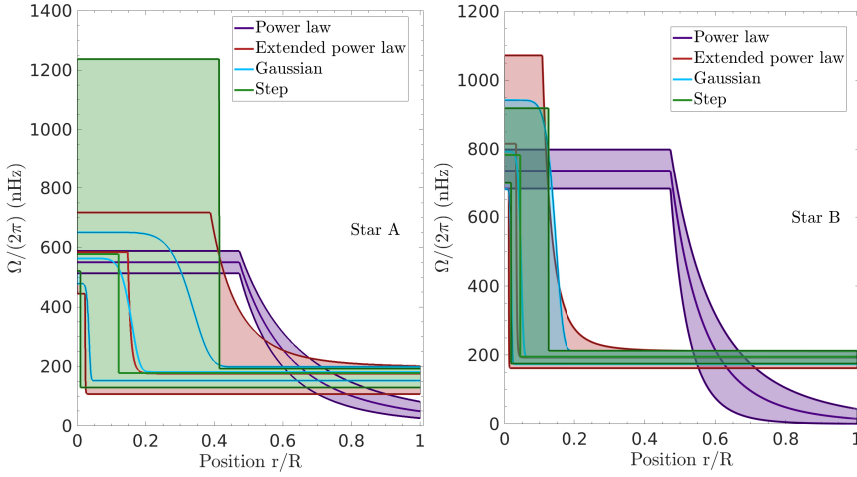 1400
1200
1000
800
600
400
200
0
Ω/(2π) (nHz)
Power law
Extended power law
Gaussian
Step
Star A
0 0.2 0.4 0.6 0.8 1
Position r/R
1200
1000
800
600
400
200
0
Ω/(2π) (nHz)
Power law
Extended power law
Gaussian
Step
Star B
0 0.2 0.4 0.6 0.8 1
Position r/R